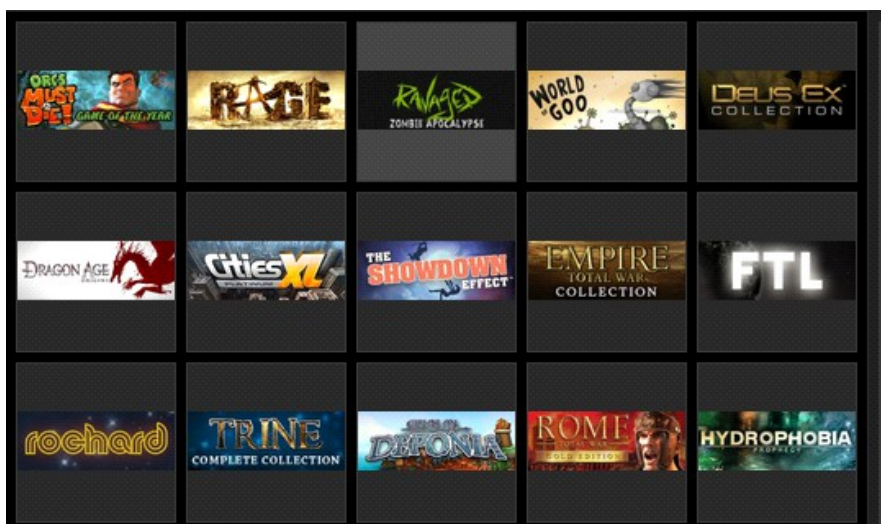 ORCS
MUST
DIE!
GAME OF THE YEAR
RAGE
RAVAGED
ZOMBIE APOCALYPSE
WORLD
OF
GOO
DEUS EX
COLLECTION
DRAGON AGE
ORIGINS
Cities XL
PLATINUM
THE
SHOWDOWN
EFFECT™
EMPIRE
TOTAL WAR
COLLECTION
FTL
rochard
TRINE
COMPLETE COLLECTION
DEPONIA
ROME
TOTAL WAR
GOLD EDITION
HYDROPHOBIA
PROPHECY